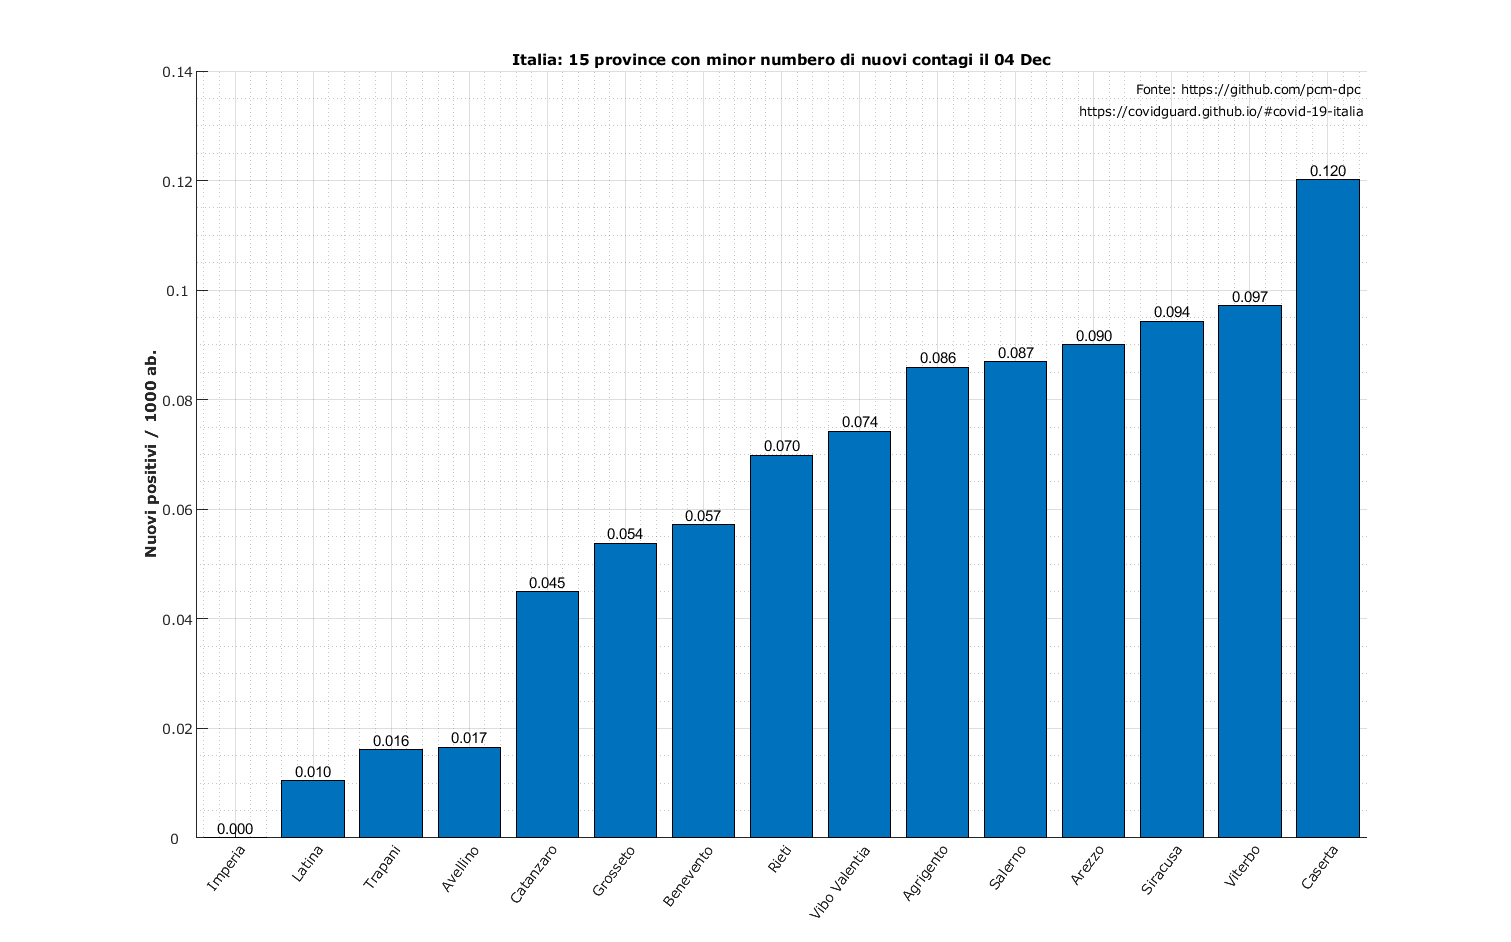 Italia: 15 province con minor numbero di nuovi contagi il 04 Dec
Fonte: https://github.com/pcm-dpc
https://covidguard.github.io/#covid-19-italia
Nuovi positivi / 1000 ab.
0.14
0.12
0.1
0.08
0.06
0.04
0.02
0
0.000
0.010
0.016
0.017
0.045
0.054
0.057
0.070
0.074
0.086
0.087
0.090
0.094
0.097
0.120
Imperia
Latina
Trapani
Avellino
Catanzaro
Grosseto
Benevento
Rieti
Vibo Valentia
Agrigento
Salerno
Arezzo
Siracusa
Viterbo
Caserta